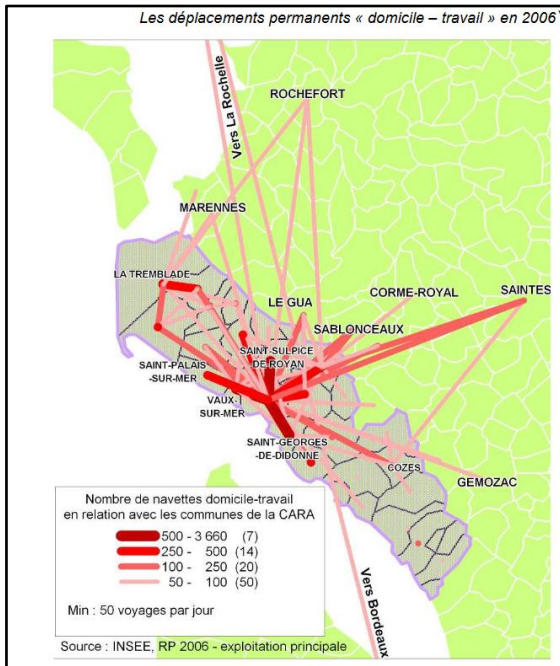 Les déplacements permanents « domicile – travail » en 2006
Vers La Rochelle
ROCHEFORT
MARENNES
LA TREMBLADE
LE GUA
CORME-ROYAL
SAINTES
SABLONCEAUX
SAINT-SULPICE
DE ROYAN
SAINT-PALAIS
-SUR-MER
VAUX-
SUR-MER
SAINT-GEORGES
-DE-DIDONNE
COZES
GEMOZAC
Vers Bordeaux
Nombre de navettes domicile-travail
en relation avec les communes de la CARA
500 - 3 660 (7)
250 - 500 (14)
100 - 250 (20)
50 - 100 (50)
Min : 50 voyages par jour
Source : INSEE, RP 2006 - exploitation principale